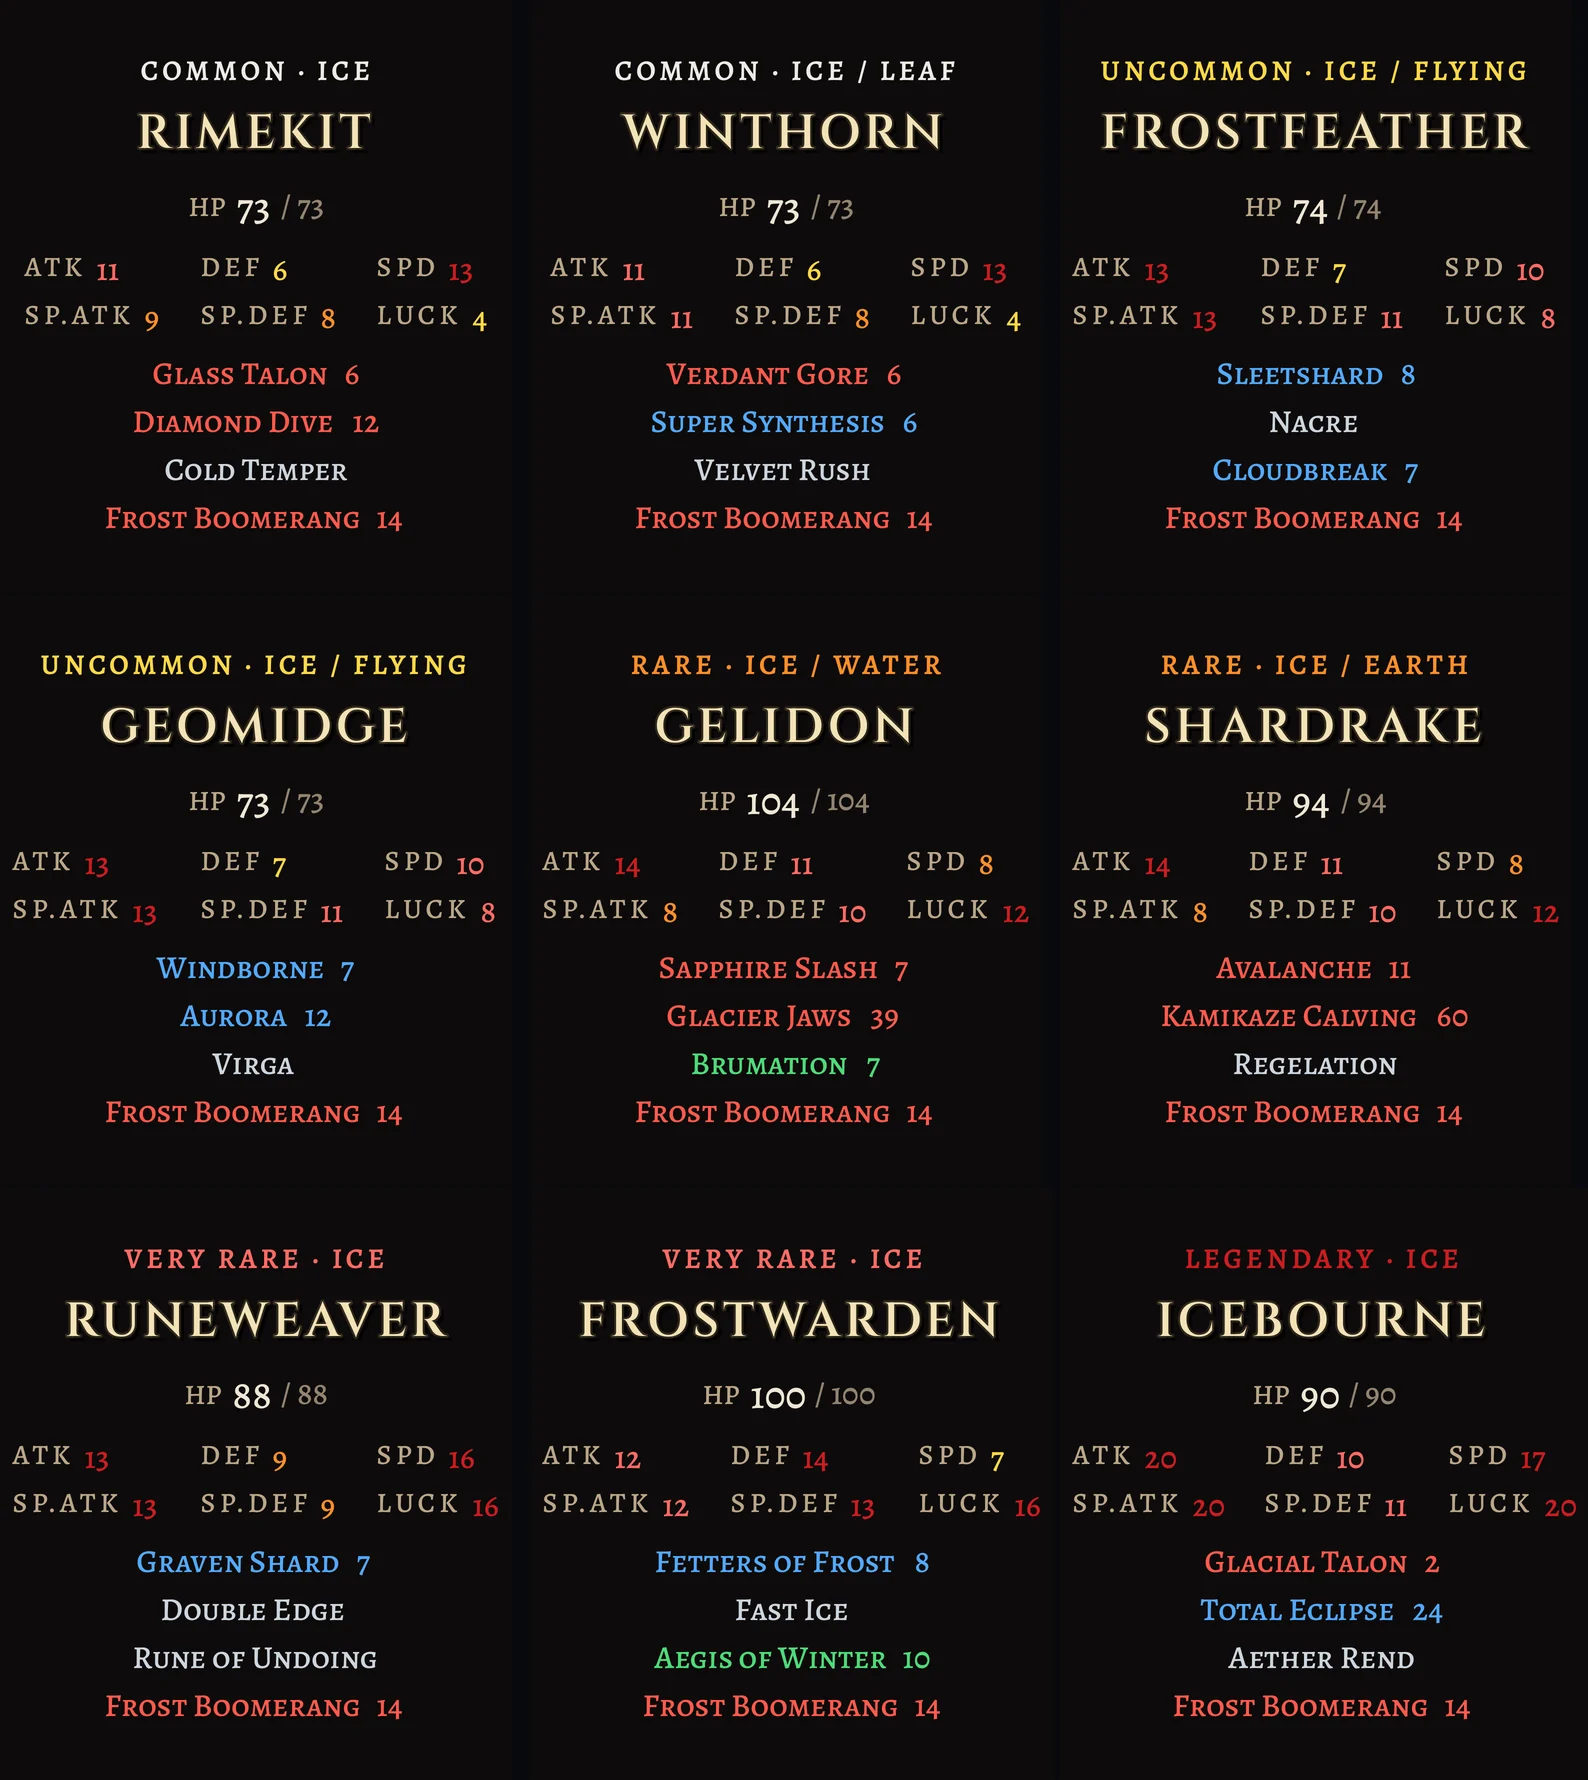 COMMON · ICE
RIMEKIT
HP 73 / 73
ATK 11 DEF 6 SPD 13
SP.ATK 9 SP.DEF 8 LUCK 4
GLASS TALON 6
DIAMOND DIVE 12
COLD TEMPER
FROST BOOMERANG 14
COMMON · ICE / LEAF
WINTHORN
HP 73 / 73
ATK 11 DEF 6 SPD 13
SP.ATK 11 SP.DEF 8 LUCK 4
VERDANT GORE 6
SUPER SYNTHESIS 6
VELVET RUSH
FROST BOOMERANG 14
UNCOMMON · ICE / FLYING
FROSTFEATHER
HP 74 / 74
ATK 13 DEF 7 SPD 10
SP.ATK 13 SP.DEF 11 LUCK 8
SLEETSHARD 8
NACRE
CLOUDBREAK 7
FROST BOOMERANG 14
UNCOMMON · ICE / FLYING
GEOMIDGE
HP 73 / 73
ATK 13 DEF 7 SPD 10
SP.ATK 13 SP.DEF 11 LUCK 8
WINDBORNE 7
AURORA 12
VIRGA
FROST BOOMERANG 14
RARE · ICE / WATER
GELIDON
HP 104 / 104
ATK 14 DEF 11 SPD 8
SP.ATK 8 SP.DEF 10 LUCK 12
SAPPHIRE SLASH 7
GLACIER JAWS 39
BRUMATION 7
FROST BOOMERANG 14
RARE · ICE / EARTH
SHARDRAKE
HP 94 / 94
ATK 14 DEF 11 SPD 8
SP.ATK 8 SP.DEF 10 LUCK 12
AVALANCHE 11
KAMIKAZE CALVING 60
REGELATION
FROST BOOMERANG 14
VERY RARE · ICE
RUNEWEAVER
HP 88 / 88
ATK 13 DEF 9 SPD 16
SP.ATK 13 SP.DEF 9 LUCK 16
GRAVEN SHARD 7
DOUBLE EDGE
RUNE OF UNDOING
FROST BOOMERANG 14
VERY RARE · ICE
FROSTWARDEN
HP 100 / 100
ATK 12 DEF 14 SPD 7
SP.ATK 12 SP.DEF 13 LUCK 16
FETTERS OF FROST 8
FAST ICE
AEGIS OF WINTER 10
FROST BOOMERANG 14
LEGENDARY · ICE
ICEBOURNE
HP 90 / 90
ATK 20 DEF 10 SPD 17
SP.ATK 20 SP.DEF 11 LUCK 20
GLACIAL TALON 2
TOTAL ECLIPSE 24
AETHER REND
FROST BOOMERANG 14